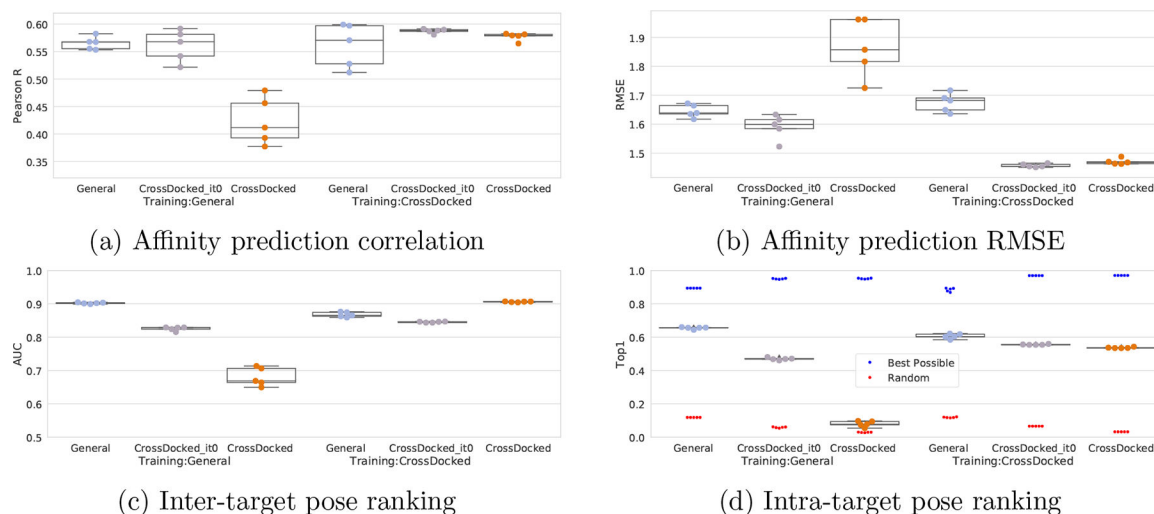 0.60
0.55
0.50
0.45
0.40
0.35
Pearson R
General CrossDocked_it0 CrossDocked General CrossDocked_it0 CrossDocked
Training:General Training:CrossDocked
(a) Affinity prediction correlation
1.9
1.8
1.7
1.6
1.5
RMSE
General CrossDocked_it0 CrossDocked General CrossDocked_it0 CrossDocked
Training:General Training:CrossDocked
(b) Affinity prediction RMSE
1.0
0.9
0.8
0.7
0.6
0.5
AUC
General CrossDocked_it0 CrossDocked General CrossDocked_it0 CrossDocked
Training:General Training:CrossDocked
(c) Inter-target pose ranking
1.0
0.8
0.6
0.4
0.2
0.0
Top1
Best Possible
Random
General CrossDocked_it0 CrossDocked General CrossDocked_it0 CrossDocked
Training:General Training:CrossDocked
(d) Intra-target pose ranking